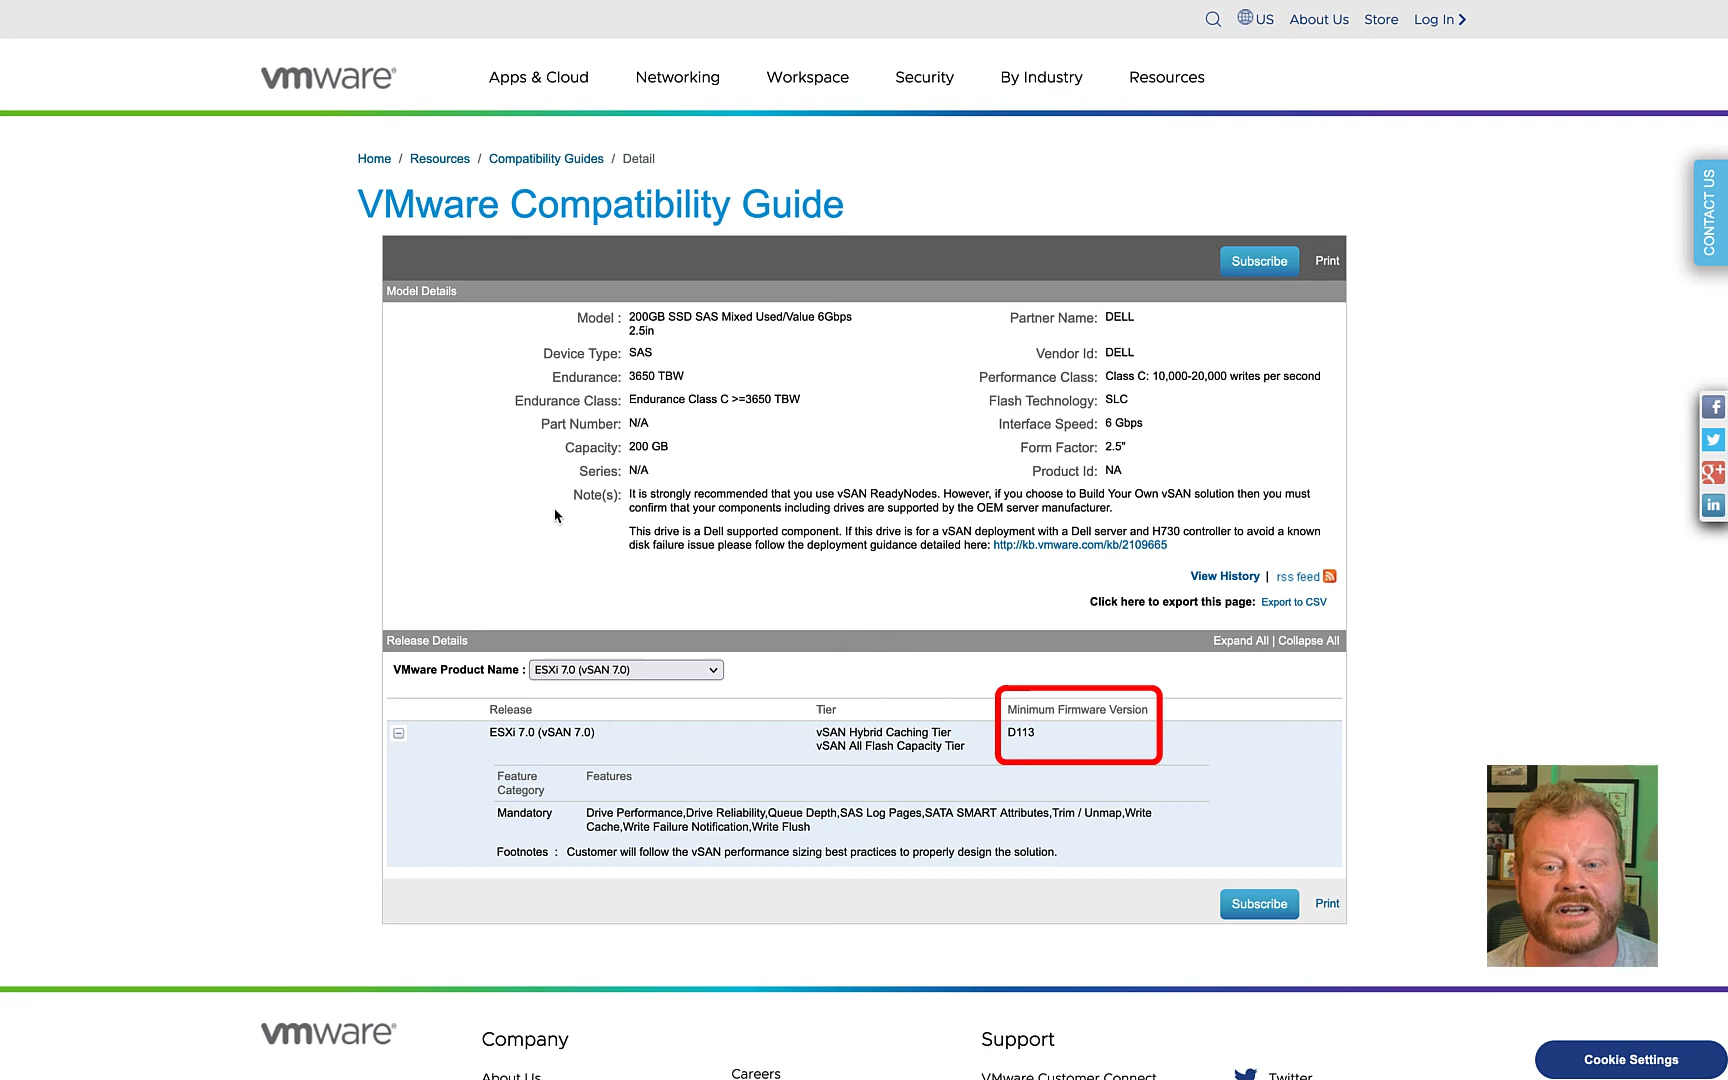 US About Us Store Log In
vmware®
Apps & Cloud Networking Workspace Security By Industry Resources
CONTACT US
Home / Resources / Compatibility Guides / Detail
VMware Compatibility Guide
Subscribe Print
Model Details
Model : 200GB SSD SAS Mixed Used/Value 6Gbps
2.5in
Partner Name: DELL
Device Type: SAS
Vendor Id: DELL
Endurance: 3650 TBW
Performance Class: Class C: 10,000-20,000 writes per second
Endurance Class: Endurance Class C >=3650 TBW
Flash Technology: SLC
Part Number: N/A
Interface Speed: 6 Gbps
Capacity: 200 GB
Form Factor: 2.5"
Series: N/A
Product Id: NA
Note(s): It is strongly recommended that you use vSAN ReadyNodes. However, if you choose to Build Your Own vSAN solution then you must
confirm that your components including drives are supported by the OEM server manufacturer.
This drive is a Dell supported component. If this drive is for a vSAN deployment with a Dell server and H730 controller to avoid a known
disk failure issue please follow the deployment guidance detailed here: http://kb.vmware.com/kb/2109665
View History | rss feed
Click here to export this page: Export to CSV
f
g+
in
Release Details
Expand All | Collapse All
VMware Product Name : ESXi 7.0 (vSAN 7.0)
Release Tier Minimum Firmware Version
ESXi 7.0 (vSAN 7.0) vSAN Hybrid Caching Tier D113
vSAN All Flash Capacity Tier
Feature Features
Category
Mandatory Drive Performance,Drive Reliability,Queue Depth,SAS Log Pages,SATA SMART Attributes,Trim / Unmap,Write
Cache,Write Failure Notification,Write Flush
Footnotes : Customer will follow the vSAN performance sizing best practices to properly design the solution.
Subscribe Print
vmware®
Company
Support
About Us
Careers
VMware Customer Connect
Twitter
Cookie Settings